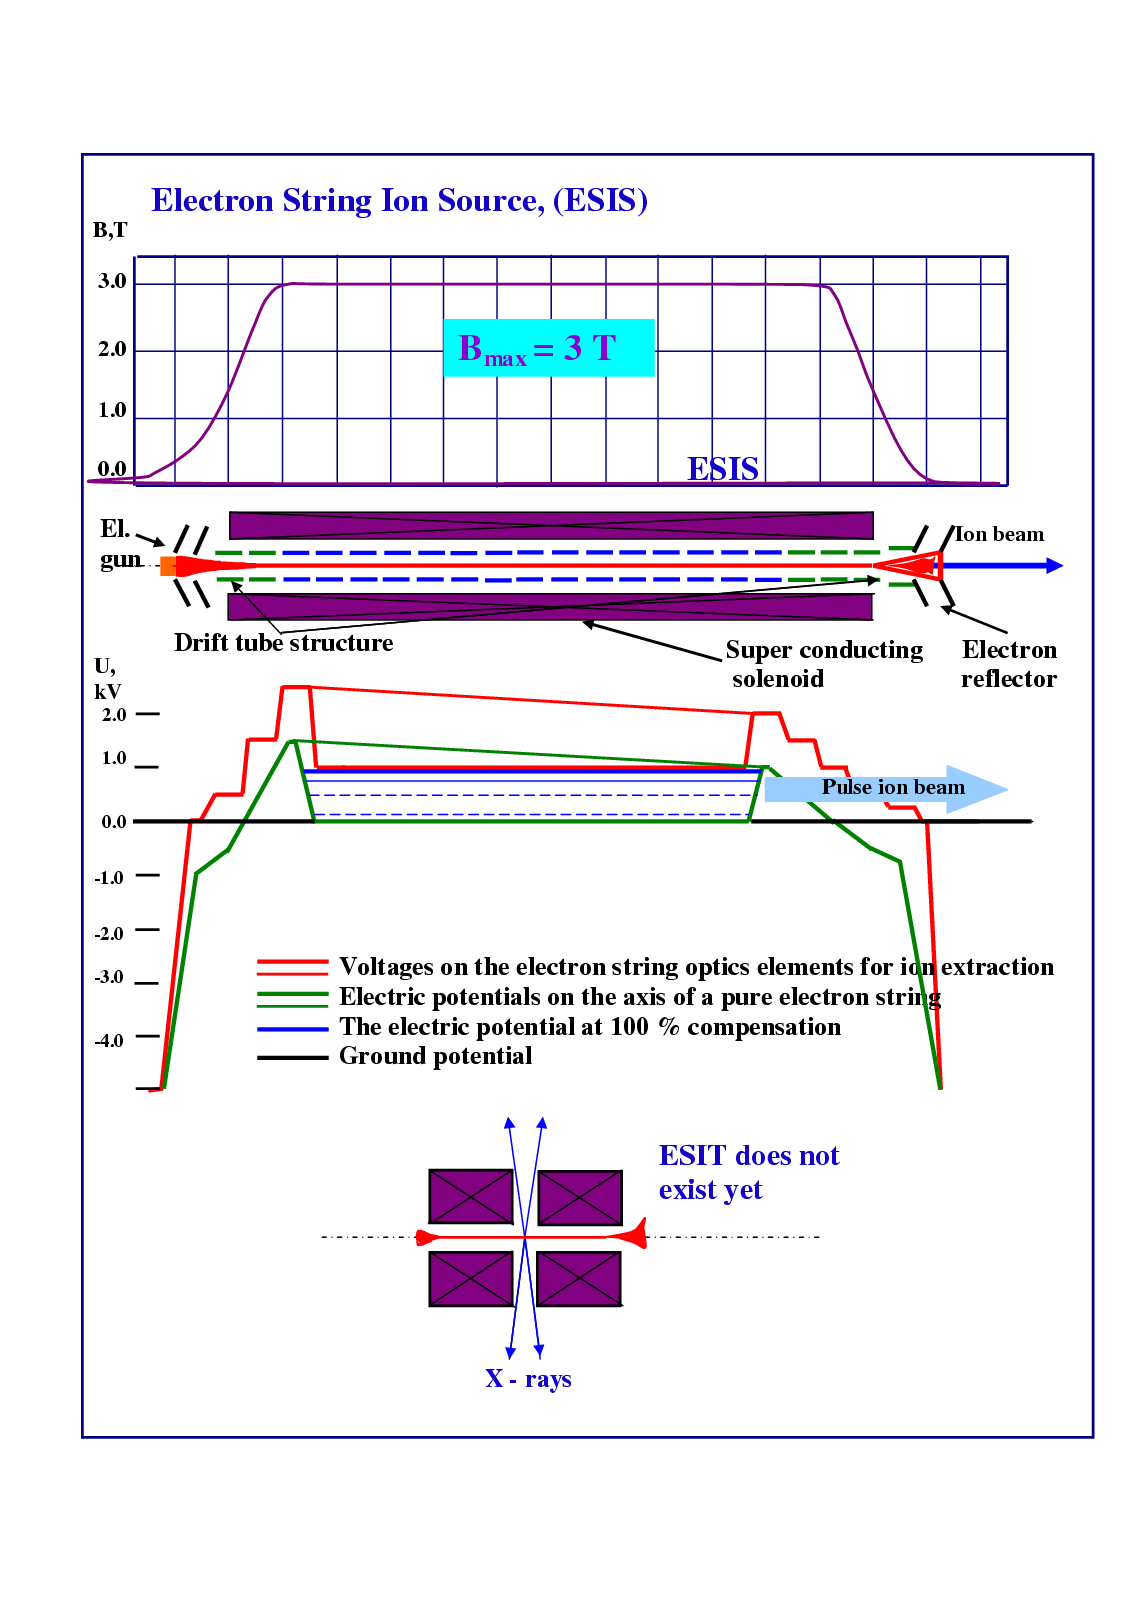 Electron String Ion Source, (ESIS)
B,T
3.0
2.0
1.0
0.0
Bmax = 3 T
ESIS
El.
gun
Ion beam
Drift tube structure
Super conducting
solenoid
Electron
reflector
U,
kV
2.0
1.0
0.0
-1.0
-2.0
-3.0
-4.0
Pulse ion beam
Voltages on the electron string optics elements for ion extraction
Electric potentials on the axis of a pure electron string
The electric potential at 100 % compensation
Ground potential
ESIT does not
exist yet
X - rays